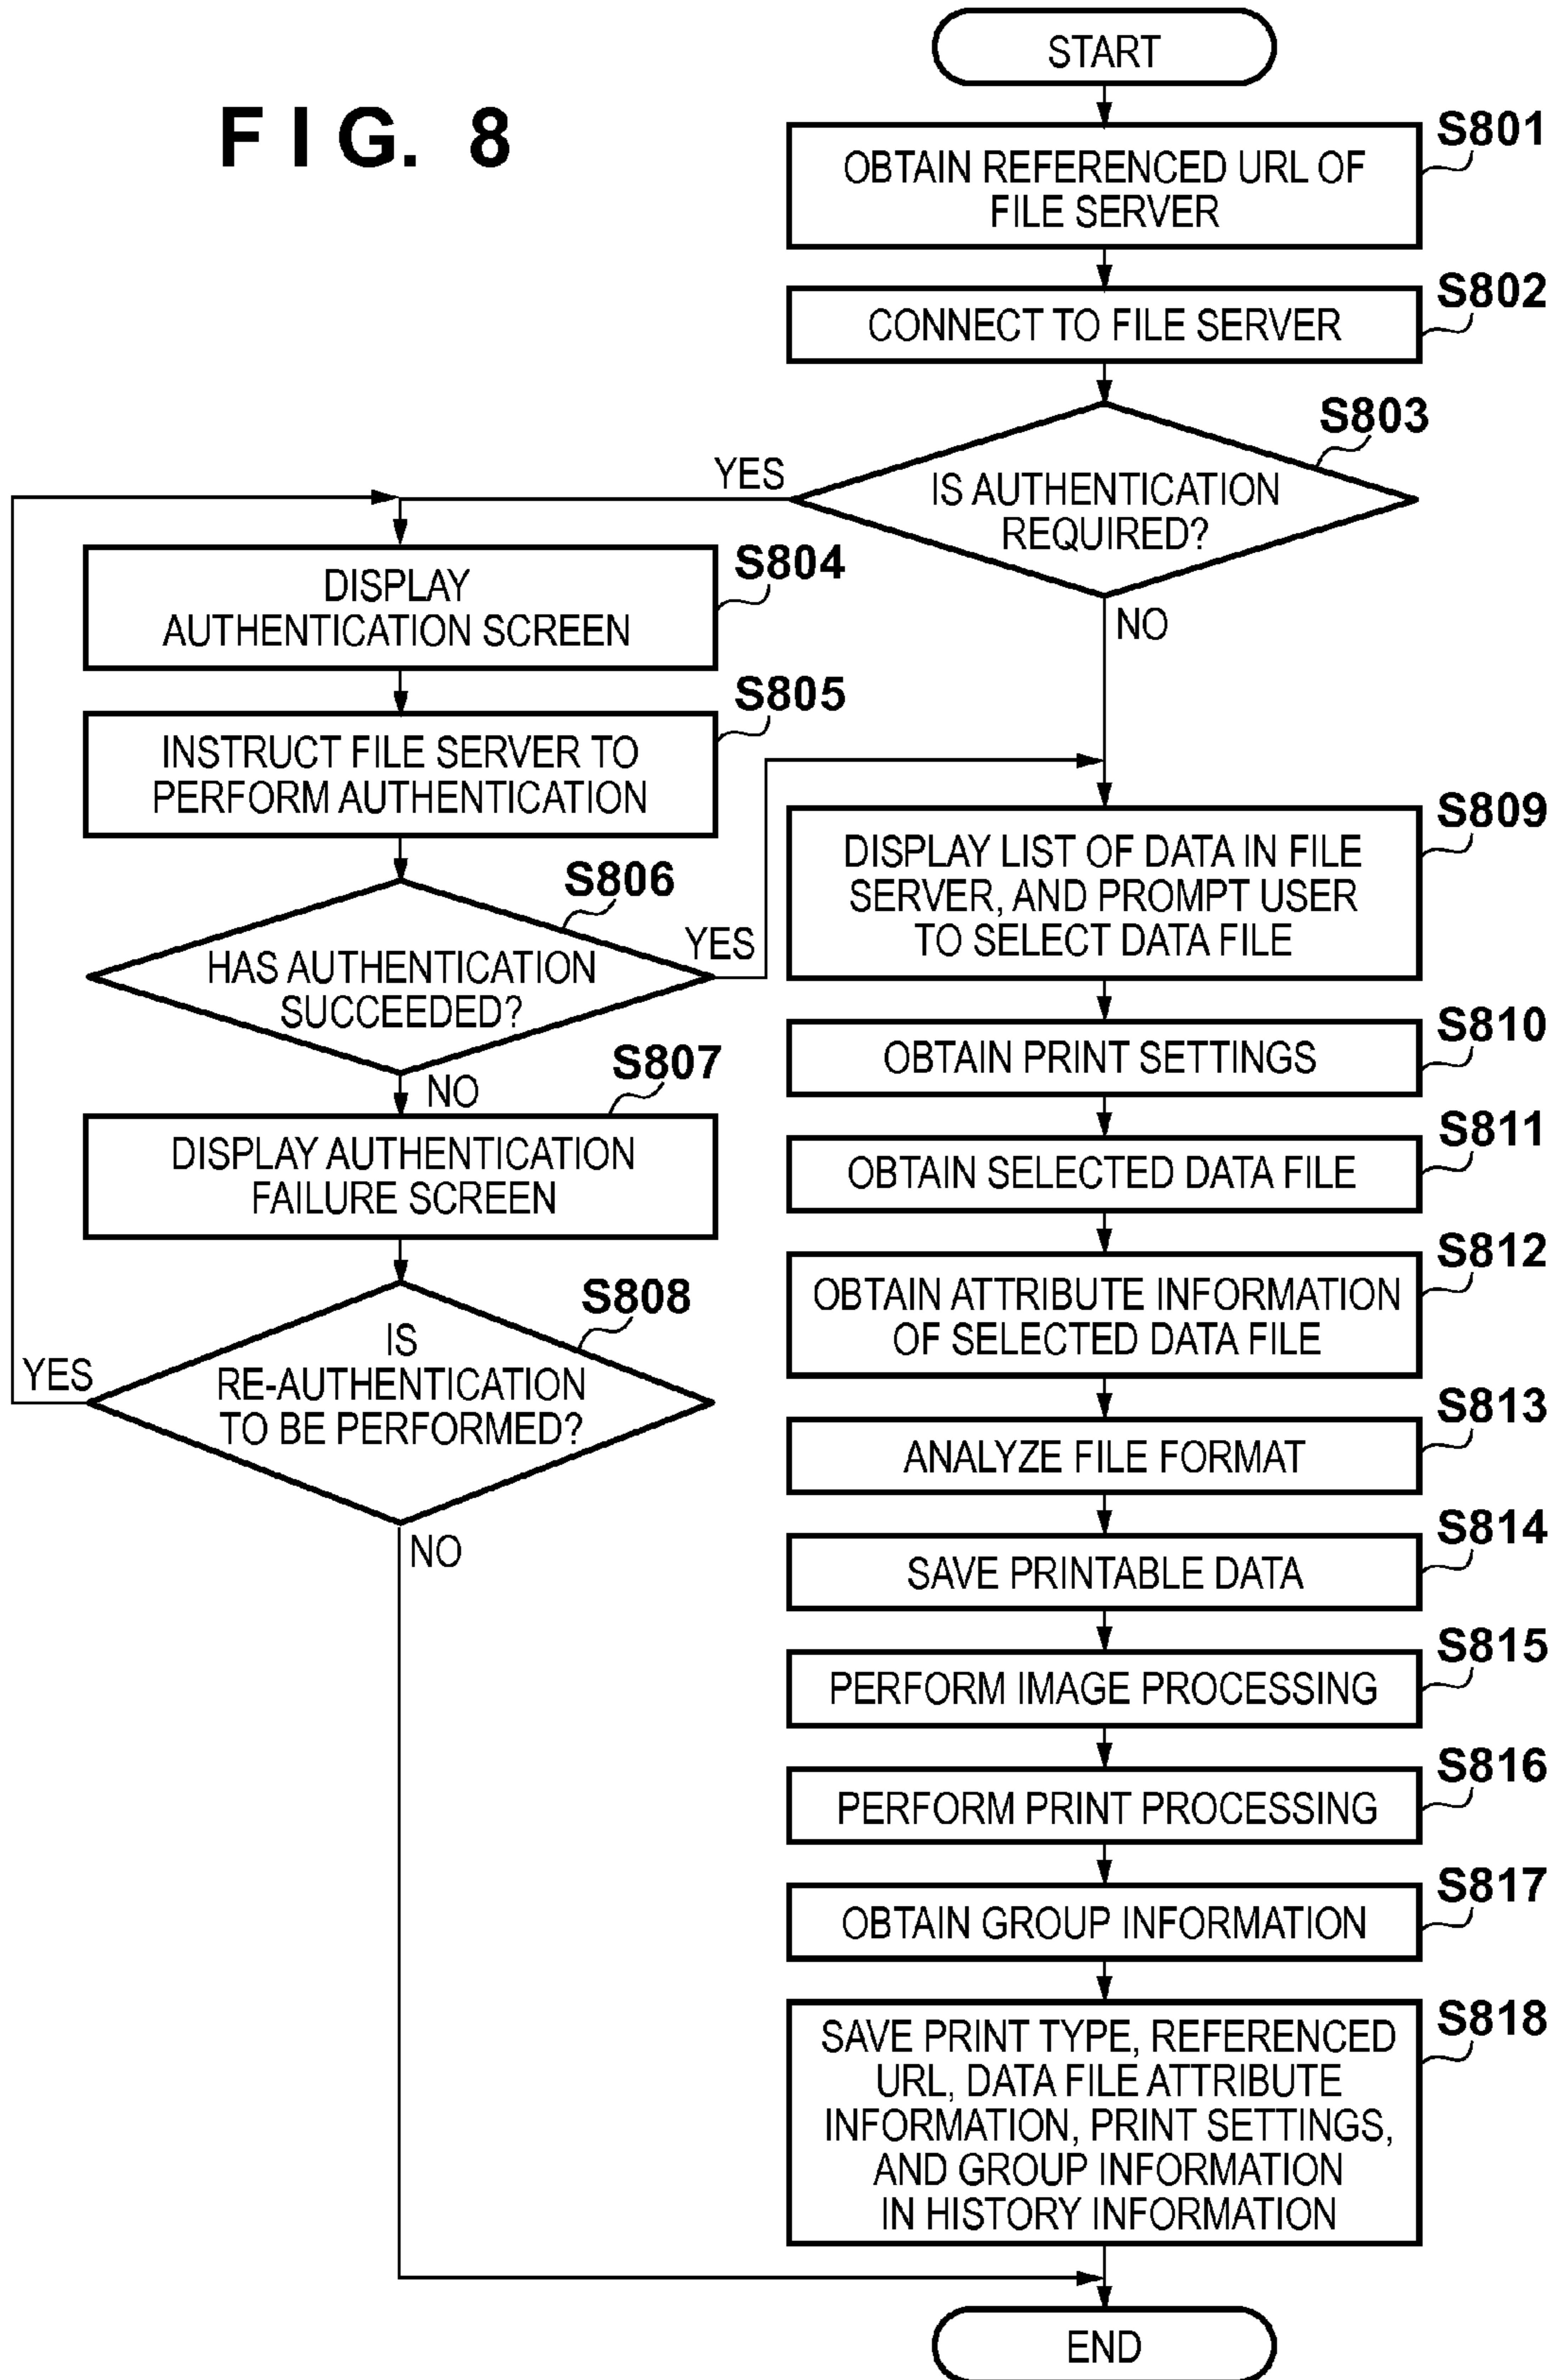 FIG. 8
START
S801
OBTAIN REFERENCED URL OF
FILE SERVER
S802
CONNECT TO FILE SERVER
S803
IS AUTHENTICATION
REQUIRED?
YES
NO
S804
DISPLAY
AUTHENTICATION SCREEN
S805
INSTRUCT FILE SERVER TO
PERFORM AUTHENTICATION
S806
HAS AUTHENTICATION
SUCCEEDED?
YES
NO
S807
DISPLAY AUTHENTICATION
FAILURE SCREEN
S808
IS
RE-AUTHENTICATION
TO BE PERFORMED?
YES
NO
S809
DISPLAY LIST OF DATA IN FILE
SERVER, AND PROMPT USER
TO SELECT DATA FILE
S810
OBTAIN PRINT SETTINGS
S811
OBTAIN SELECTED DATA FILE
S812
OBTAIN ATTRIBUTE INFORMATION
OF SELECTED DATA FILE
S813
ANALYZE FILE FORMAT
S814
SAVE PRINTABLE DATA
S815
PERFORM IMAGE PROCESSING
S816
PERFORM PRINT PROCESSING
S817
OBTAIN GROUP INFORMATION
S818
SAVE PRINT TYPE, REFERENCED
URL, DATA FILE ATTRIBUTE
INFORMATION, PRINT SETTINGS,
AND GROUP INFORMATION
IN HISTORY INFORMATION
END